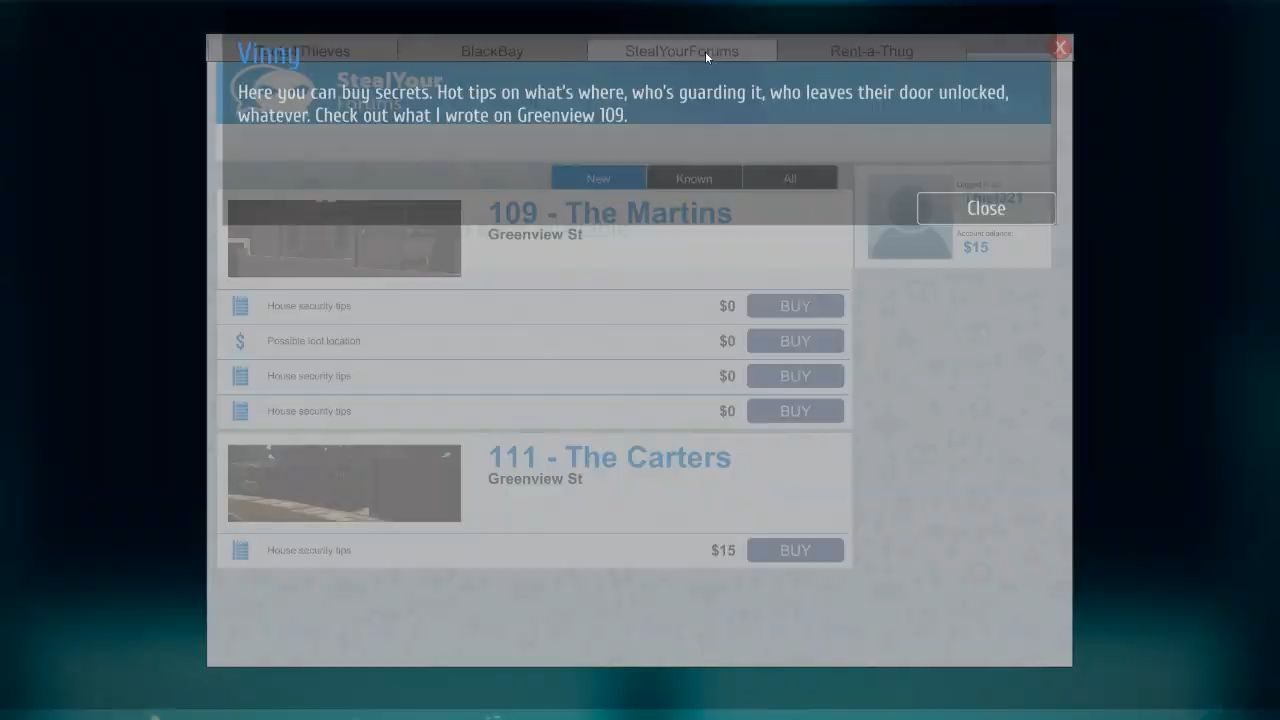 Thieves
BlackBay
StealYourForums
Rent-a-Thug
X
Vinny
StealYour
Here you can buy secrets. Hot tips on what's where, who's guarding it, who leaves their door unlocked,
whatever. Check out what I wrote on Greenview 109.
New
Known
All
Close
109 - The Martins
Greenview St
Account balance:
$15
House security tips
$0
BUY
Possible loot location
$0
BUY
House security tips
$0
BUY
House security tips
$0
BUY
111 - The Carters
Greenview St
House security tips
$15
BUY